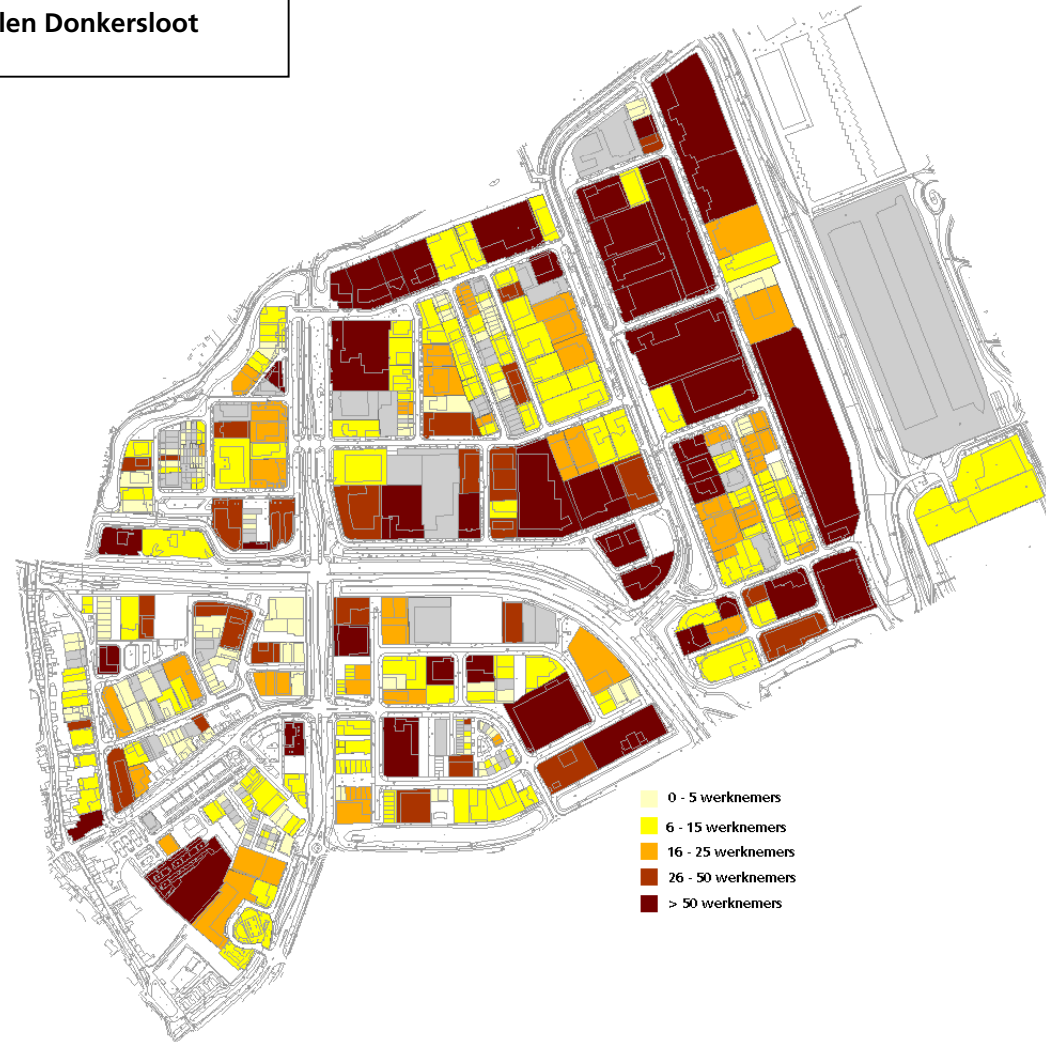 len Donkersloot
0 - 5 werknemers
6 - 15 werknemers
16 - 25 werknemers
26 - 50 werknemers
> 50 werknemers